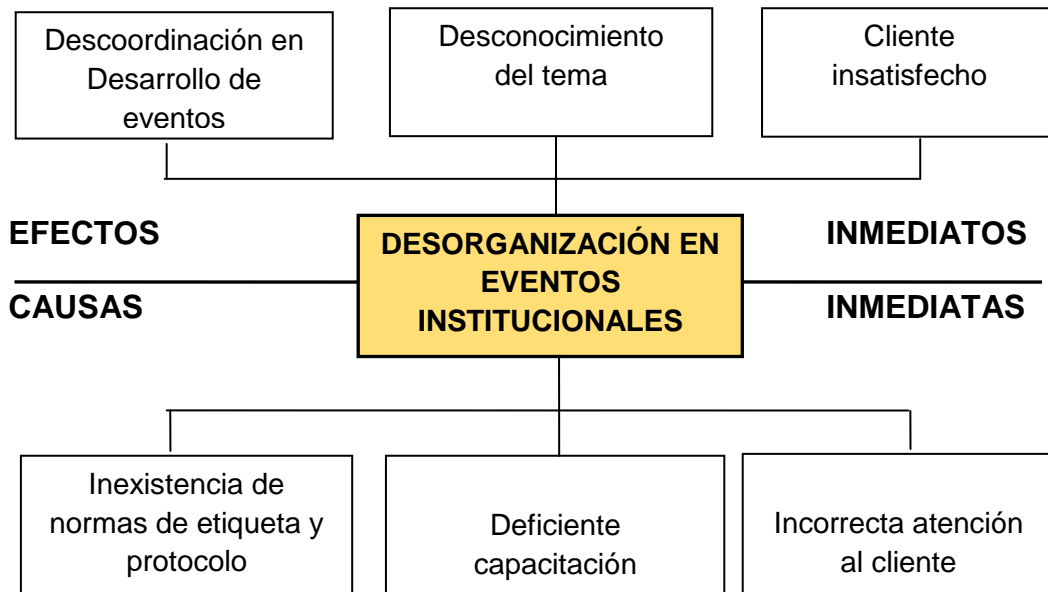 Descoordinación en
Desarrollo de
eventos
Desconocimiento
del tema
Cliente
insatisfecho
EFECTOS
INMEDIATOS
DESORGANIZACIÓN EN
EVENTOS
INSTITUCIONALES
CAUSAS
INMEDIATAS
Inexistencia de
normas de etiqueta y
protocolo
Deficiente
capacitación
Incorrecta atención
al cliente